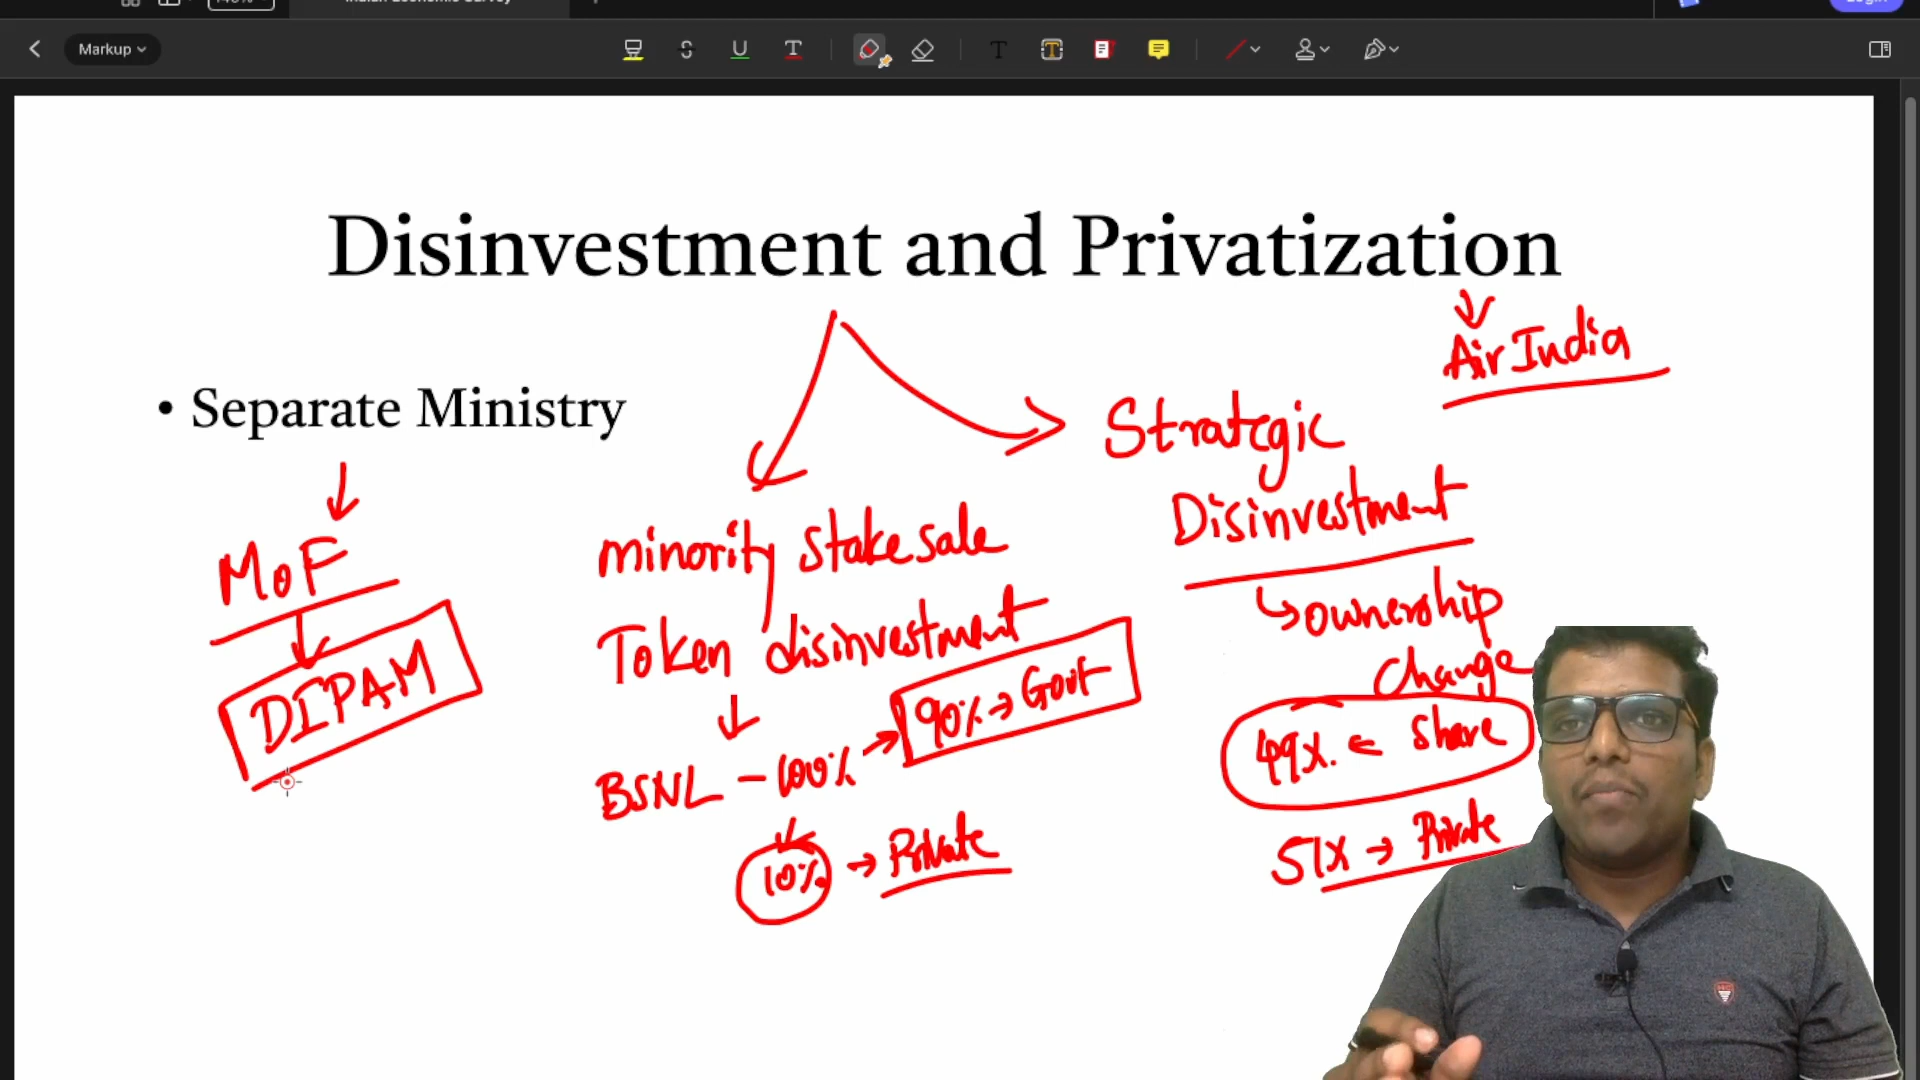 Markup
Disinvestment and Privatization
Air India
• Separate Ministry
Strategic
Disinvestment
MoF
DIPAM
minority stake sale
Token disinvestment
BSNL - 100% → 90% → Govt
10% → Private
ownership
change
49%. ← Share
51% → Private